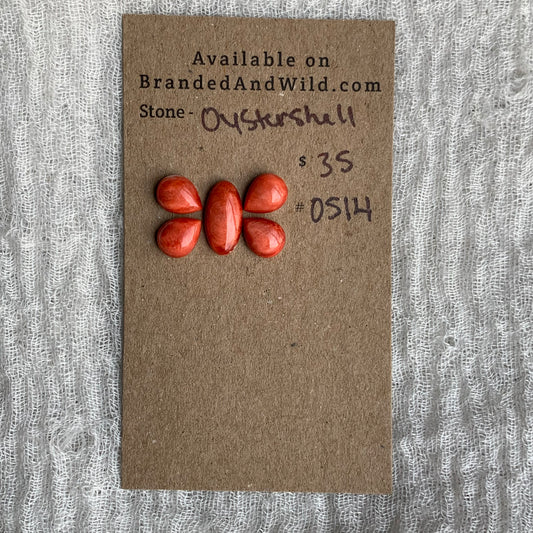 Available on
BrandedAndWild.com
Stone - Oystershell
$ 35
# 0514